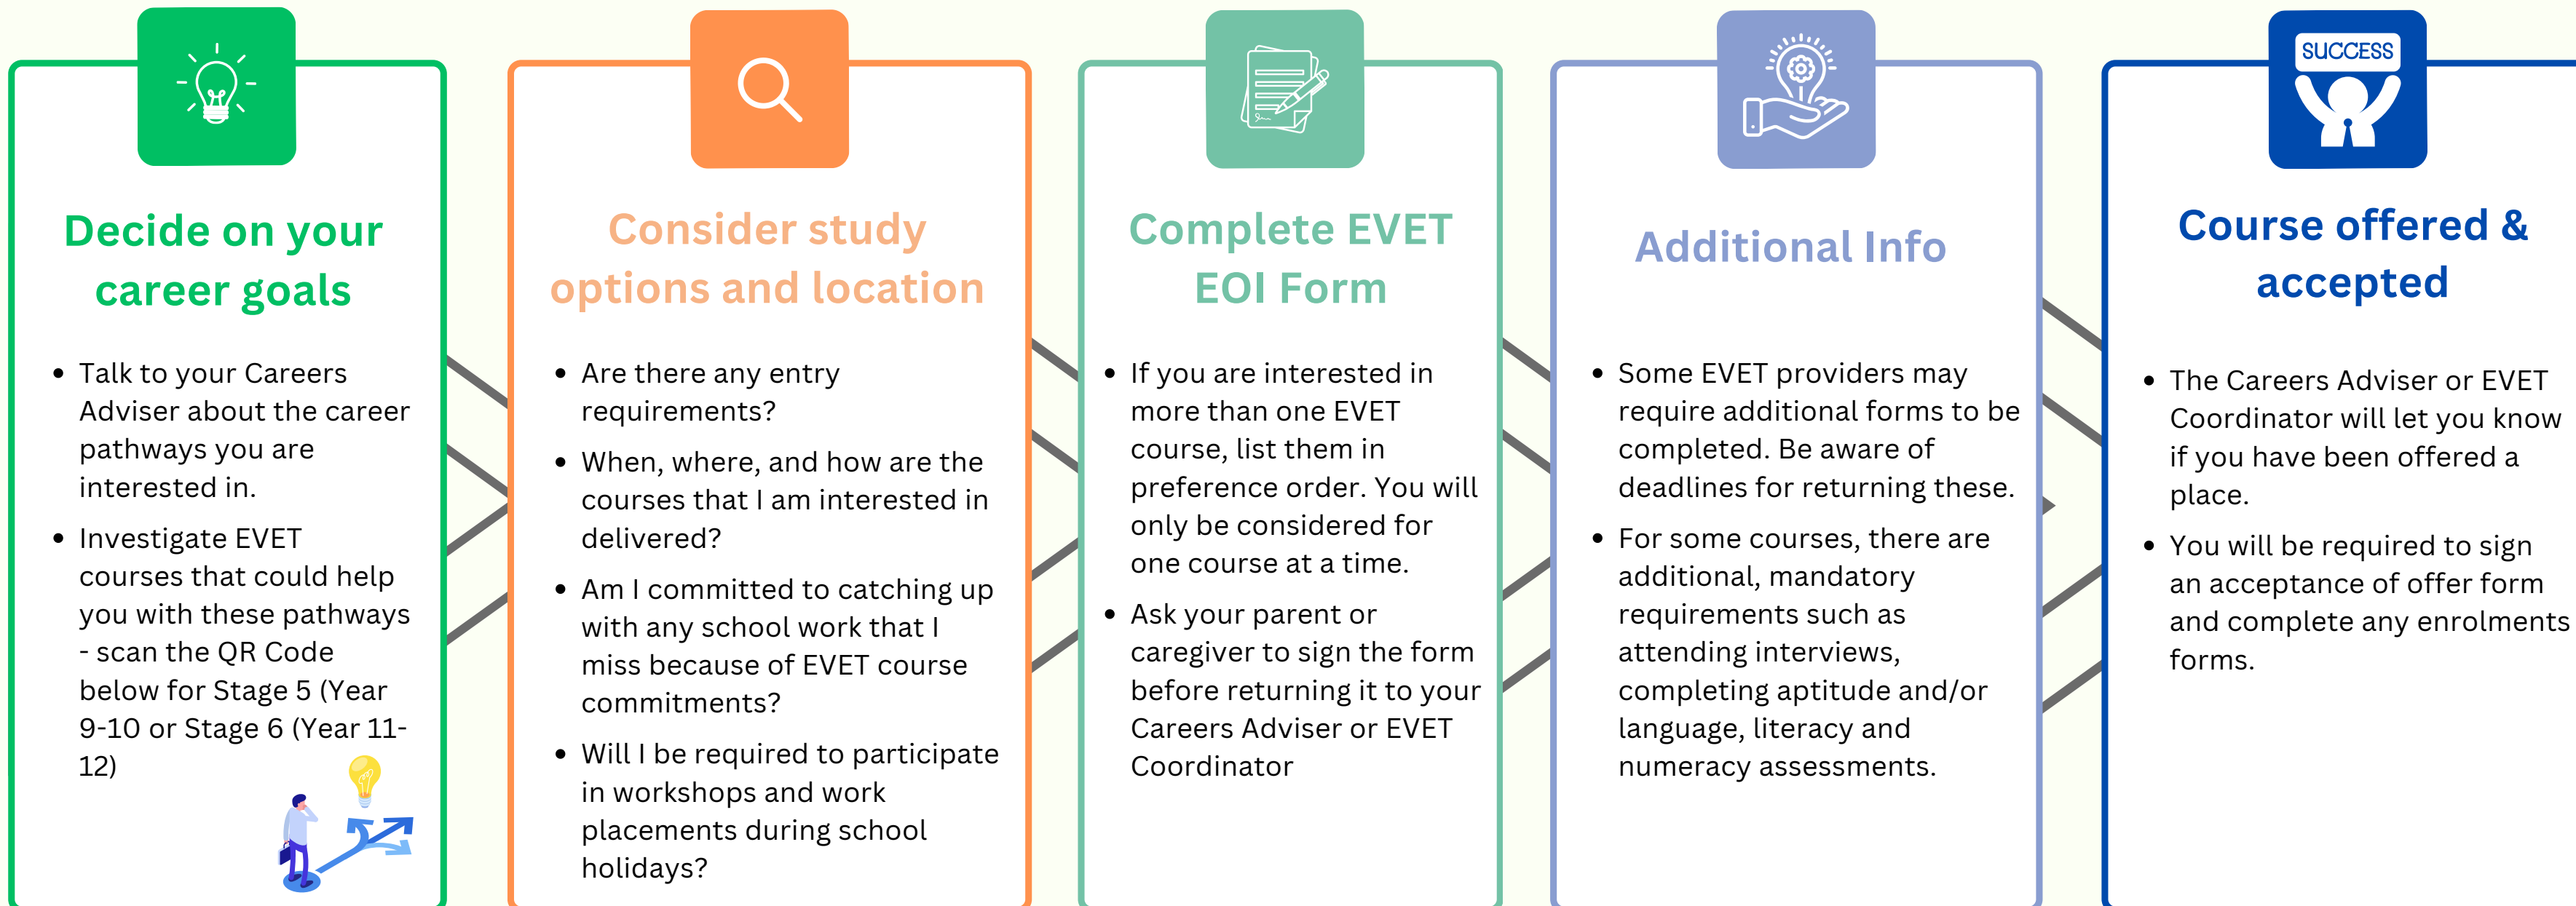 Decide on your
career goals
• Talk to your Careers
Adviser about the career
pathways you are
interested in.
• Investigate EVET
courses that could help
you with these pathways
- scan the QR Code
below for Stage 5 (Year
9-10 or Stage 6 (Year 11-
12)
Consider study
options and location
• Are there any entry
requirements?
• When, where, and how are the
courses that I am interested in
delivered?
• Am I committed to catching up
with any school work that I
miss because of EVET course
commitments?
• Will I be required to participate
in workshops and work
placements during school
holidays?
Complete EVET
EOI Form
• If you are interested in
more than one EVET
course, list them in
preference order. You will
only be considered for
one course at a time.
• Ask your parent or
caregiver to sign the form
before returning it to your
Careers Adviser or EVET
Coordinator
Additional Info
• Some EVET providers may
require additional forms to be
completed. Be aware of
deadlines for returning these.
• For some courses, there are
additional, mandatory
requirements such as
attending interviews,
completing aptitude and/or
language, literacy and
numeracy assessments.
SUCCESS
Course offered &
accepted
• The Careers Adviser or EVET
Coordinator will let you know
if you have been offered a
place.
• You will be required to sign
an acceptance of offer form
and complete any enrolments
forms.